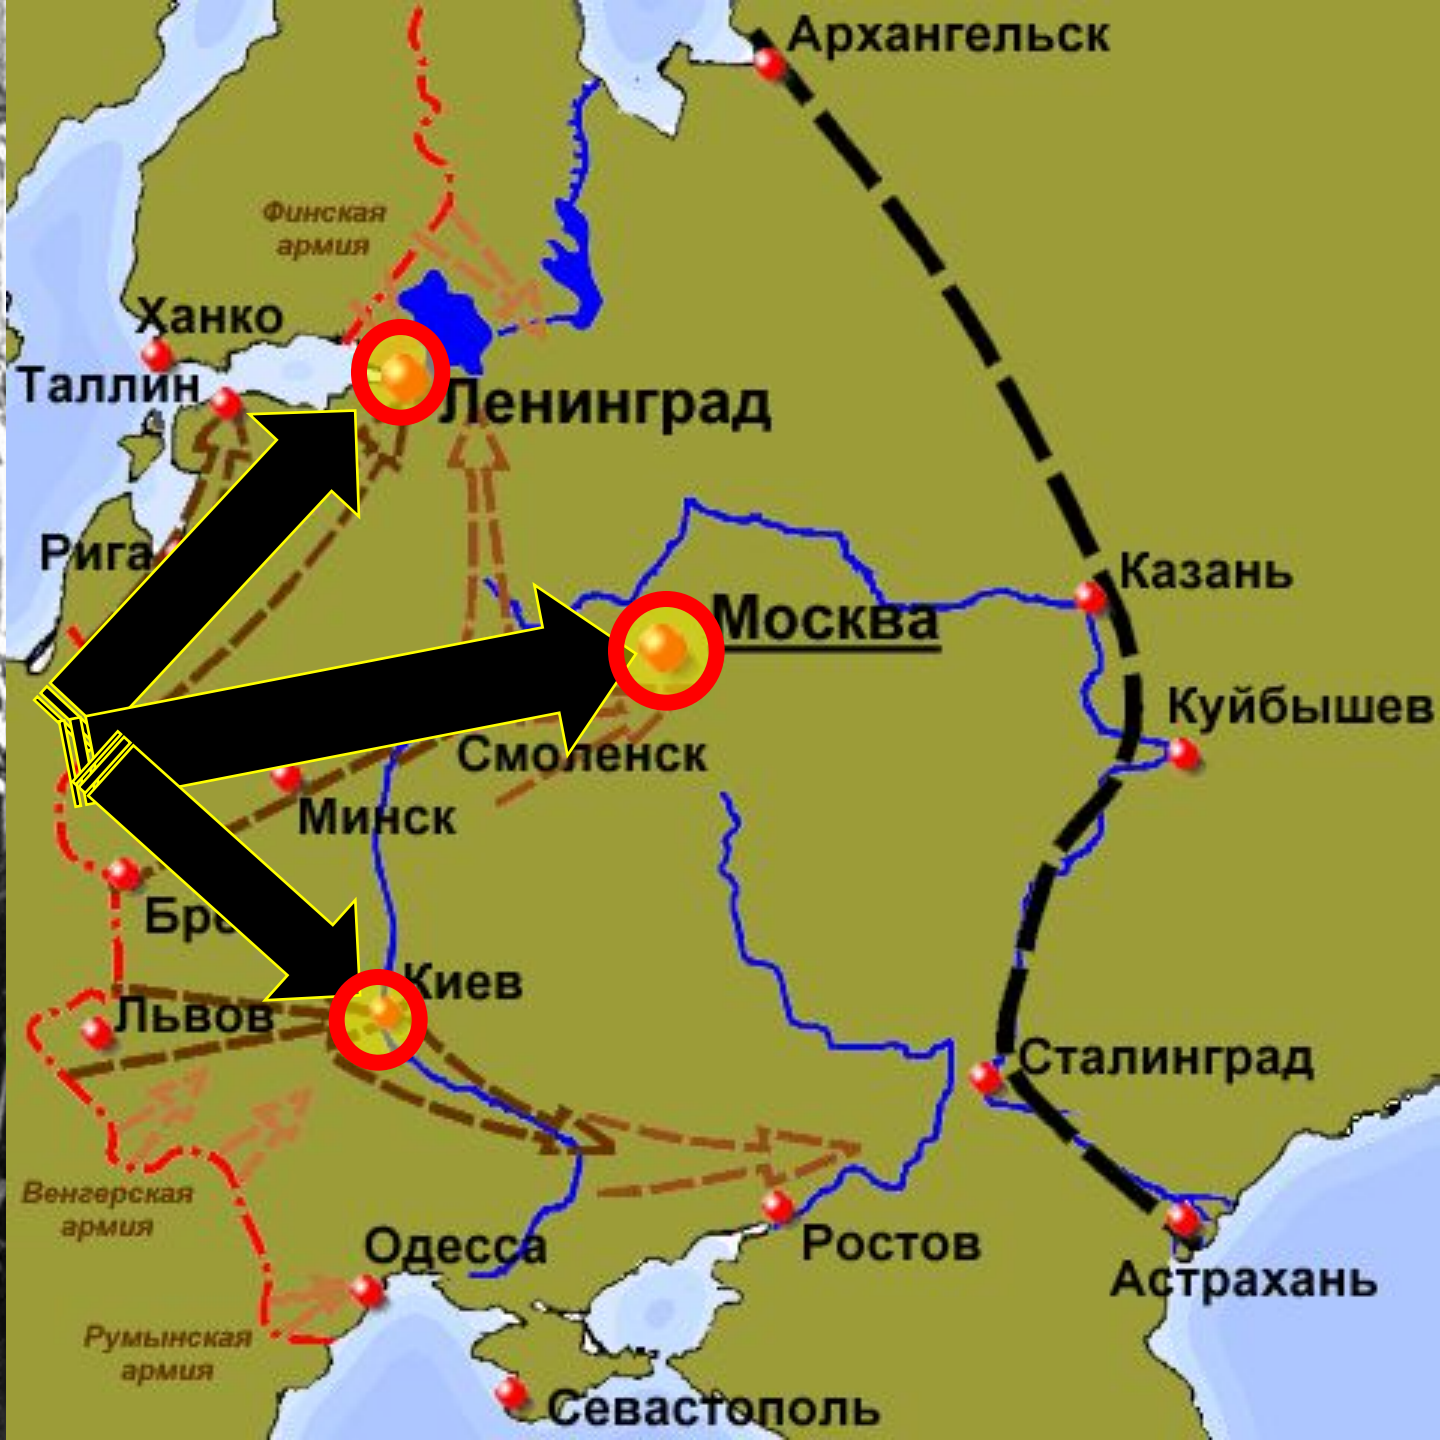 Архангельск
Финская
армия
Ханко
Таллин
Ленинград
Рига
Казань
Москва
Куйбышев
Смоленск
Минск
Киев
Львов
Сталинград
Венгерская
армия
Одесса
Ростов
Астрахань
Румынская
армия
Севастополь